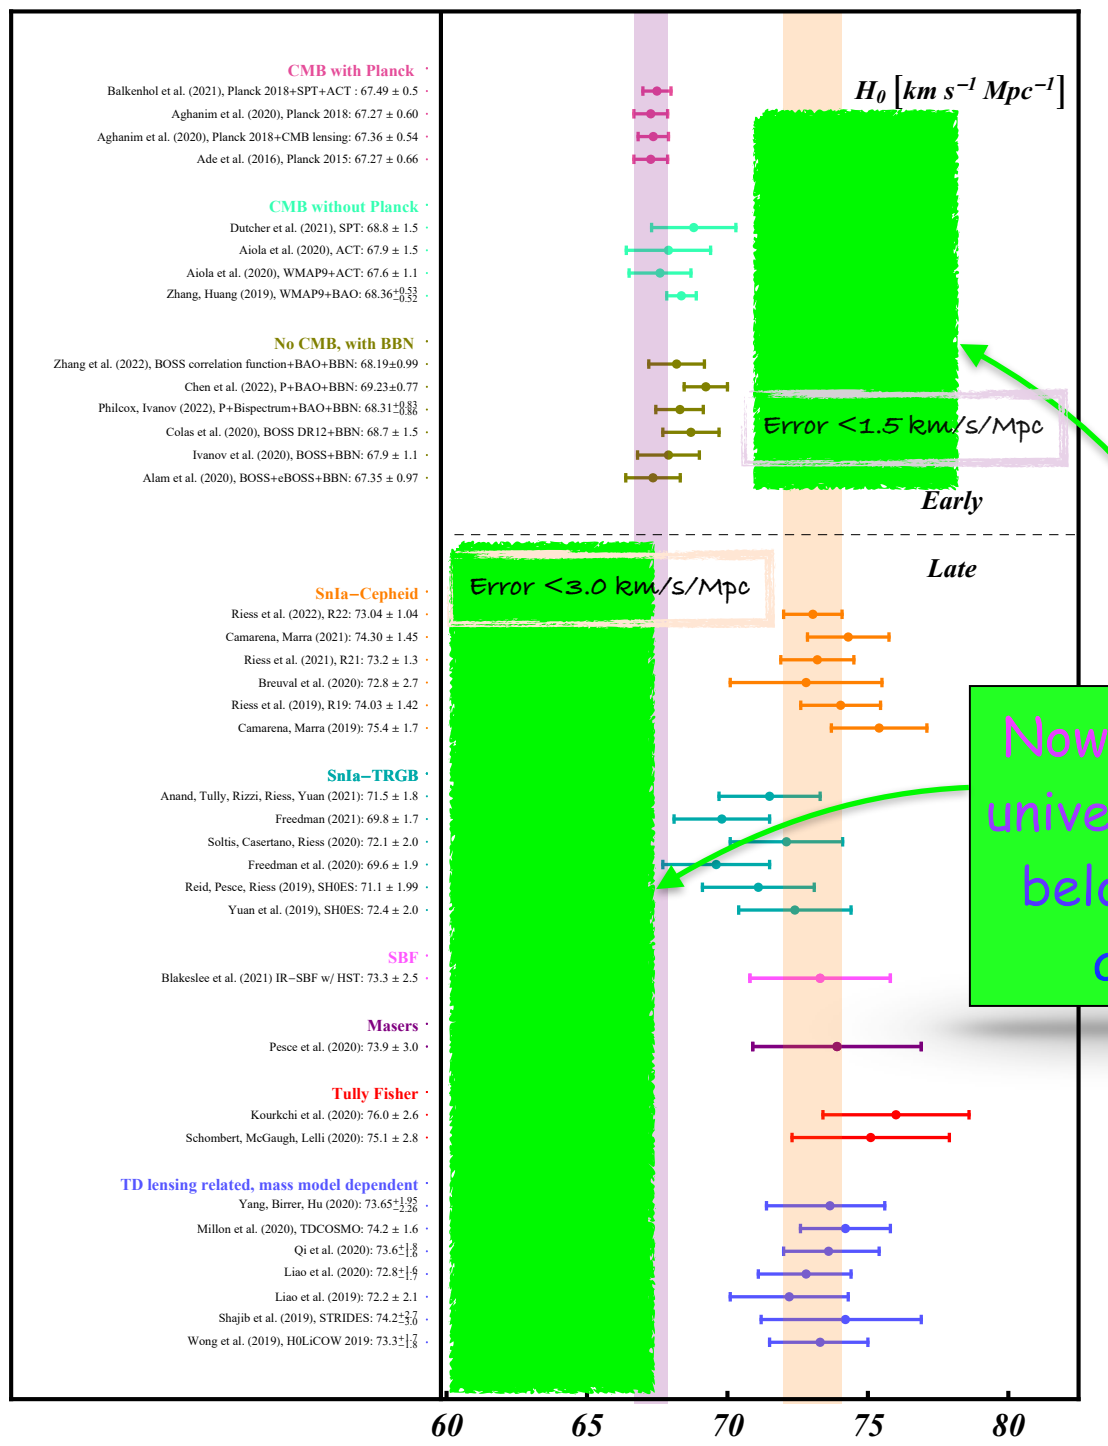 H₀ [km s⁻¹ Mpc⁻¹]
CMB with Planck
Balkenhol et al. (2021), Planck 2018+SPT+ACT : 67.49 ± 0.5
Aghanim et al. (2020), Planck 2018: 67.27 ± 0.60
Aghanim et al. (2020), Planck 2018+CMB lensing: 67.36 ± 0.54
Ade et al. (2016), Planck 2015: 67.27 ± 0.66
CMB without Planck
Dutcher et al. (2021), SPT: 68.8 ± 1.5
Aiola et al. (2020), ACT: 67.9 ± 1.5
Aiola et al. (2020), WMAP9+ACT: 67.6 ± 1.1
Zhang, Huang (2019), WMAP9+BAO: 68.36+0.53 −0.52
No CMB, with BBN
Zhang et al. (2022), BOSS correlation function+BAO+BBN: 68.19±0.99
Chen et al. (2022), P+BAO+BBN: 69.23±0.77
Philcox, Ivanov (2022), P+Bispectrum+BAO+BBN: 68.31+0.83 −0.86
Colas et al. (2020), BOSS DR12+BBN: 68.7 ± 1.5
Ivanov et al. (2020), BOSS+BBN: 67.9 ± 1.1
Alam et al. (2020), BOSS+eBOSS+BBN: 67.35 ± 0.97
Error <1.5 km/s/Mpc
Early
Late
Error <3.0 km/s/Mpc
SnIa−Cepheid
Riess et al. (2022), R22: 73.04 ± 1.04
Camarena, Marra (2021): 74.30 ± 1.45
Riess et al. (2021), R21: 73.2 ± 1.3
Breuval et al. (2020): 72.8 ± 2.7
Riess et al. (2019), R19: 74.03 ± 1.42
Camarena, Marra (2019): 75.4 ± 1.7
SnIa−TRGB
Anand, Tully, Rizzi, Riess, Yuan (2021): 71.5 ± 1.8
Freedman (2021): 69.8 ± 1.7
Soltis, Casertano, Riess (2020): 72.1 ± 2.0
Freedman et al. (2020): 69.6 ± 1.9
Reid, Pesce, Riess (2019), SH0ES: 71.1 ± 1.99
Yuan et al. (2019), SH0ES: 72.4 ± 2.0
SBF
Blakeslee et al. (2021) IR−SBF w/ HST: 73.3 ± 2.5
Masers
Pesce et al. (2020): 73.9 ± 3.0
Tully Fisher
Kourkchi et al. (2020): 76.0 ± 2.6
Schombert, McGaugh, Lelli (2020): 75.1 ± 2.8
TD lensing related, mass model dependent
Yang, Birrer, Hu (2020): 73.65+1.95 −2.26
Millon et al. (2020), TDCOSMO: 74.2 ± 1.6
Qi et al. (2020): 73.6+1.8 −1.6
Liao et al. (2020): 72.8+1.6 −1.7
Liao et al. (2019): 72.2 ± 2.1
Shajib et al. (2019), STRIDES: 74.2+2.7 −3.0
Wong et al. (2019), H0LiCOW 2019: 73.3+1.7 −1.8
Now
unive
belo
60 65 70 75 80